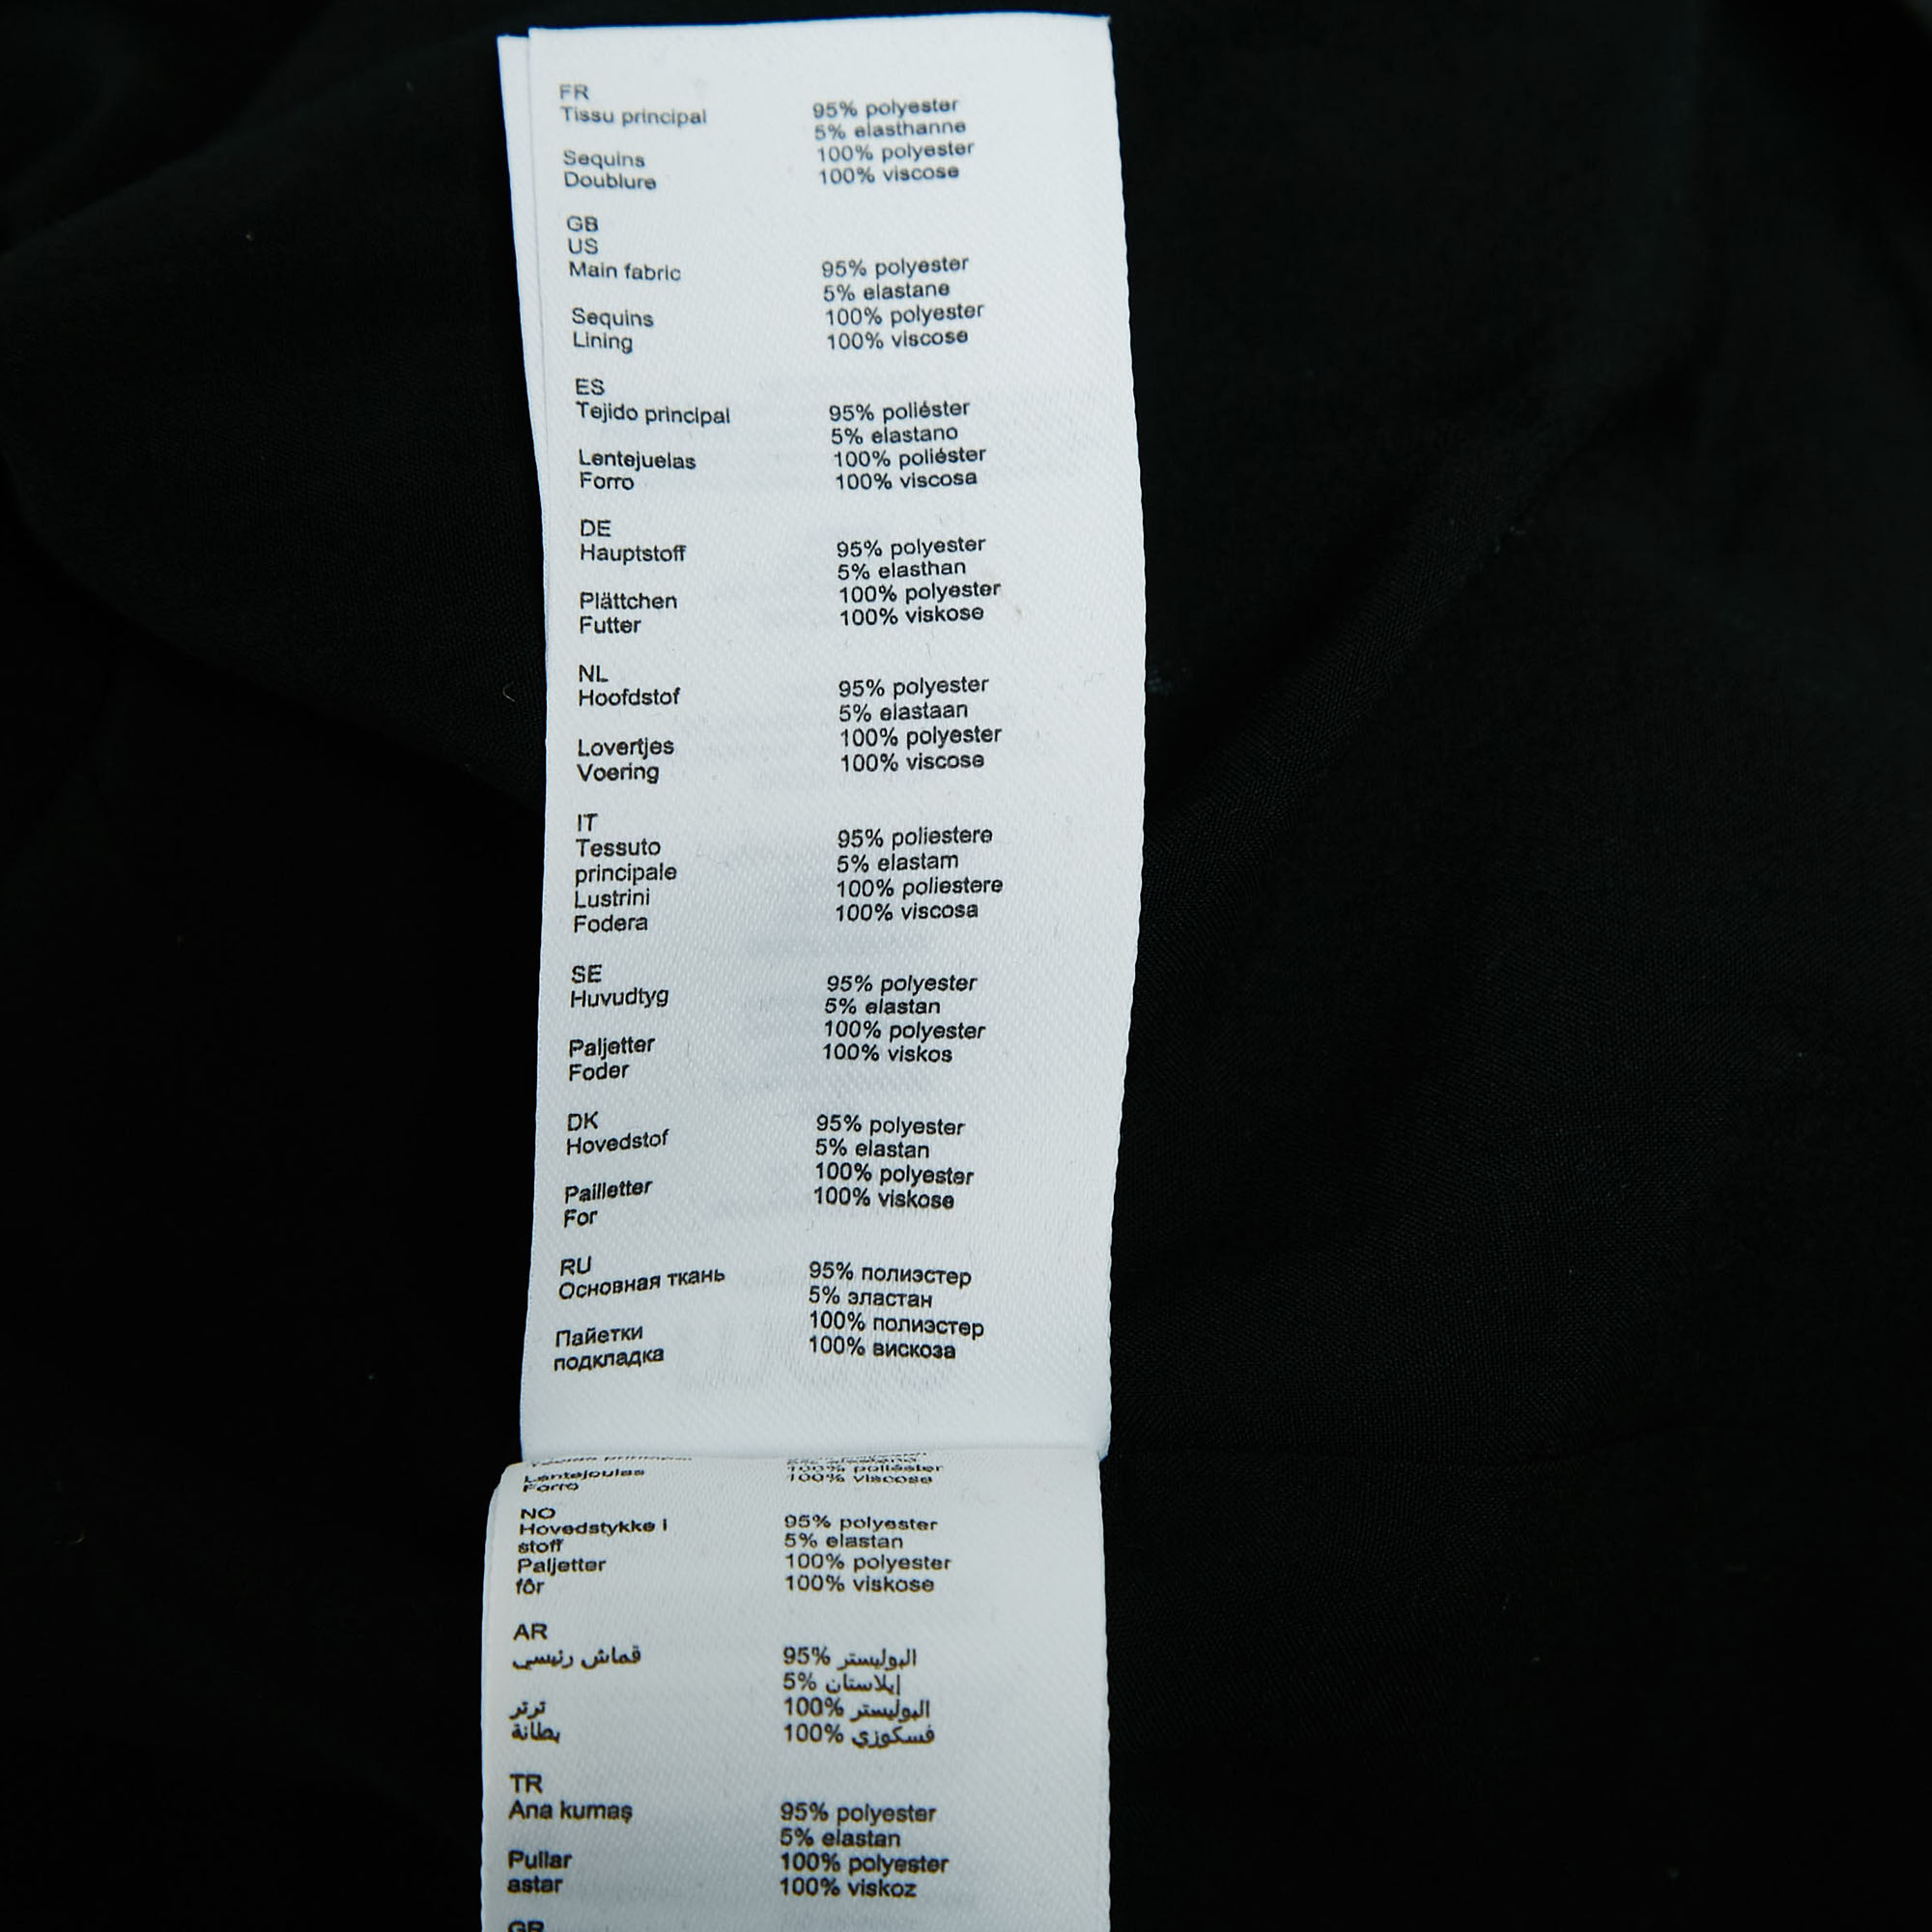 FR
Tissu principal 95% polyester
5% elasthanne
Sequins 100% polyester
Doublure 100% viscose
GB
US
Main fabric 95% polyester
5% elastane
Sequins 100% polyester
Lining 100% viscose
ES
Tejido principal 95% poliéster
5% elastano
Lentejuelas 100% poliéster
Forro 100% viscosa
DE
Hauptstoff 95% polyester
5% elasthan
Plättchen 100% polyester
Futter 100% viskose
NL
Hoofdstof 95% polyester
5% elastaan
Lovertjes 100% polyester
Voering 100% viscose
IT
Tessuto 95% poliestere
principale 5% elastam
Lustrini 100% poliestere
Fodera 100% viscosa
SE
Huvudtyg 95% polyester
5% elastan
Paljetter 100% polyester
Foder 100% viskos
DK
Hovedstof 95% polyester
5% elastan
Pailletter 100% polyester
For 100% viskose
RU
Основная ткань 95% полиэстер
5% эластан
Пайетки 100% полиэстер
подкладка 100% вискоза
Lentejoulas 100% poliéster
Forro 100% viscose
NO
Hovedstykke i 95% polyester
stoff 5% elastan
Paljetter 100% polyester
fôr 100% viskose
AR
قماش رئيسي 95% البوليستر
5% إيلاستان
ترتر 100% البوليستر
بطانة 100% فسكوزي
TR
Ana kumaş 95% polyester
5% elastan
Pullar 100% polyester
astar 100% viskoz
GR